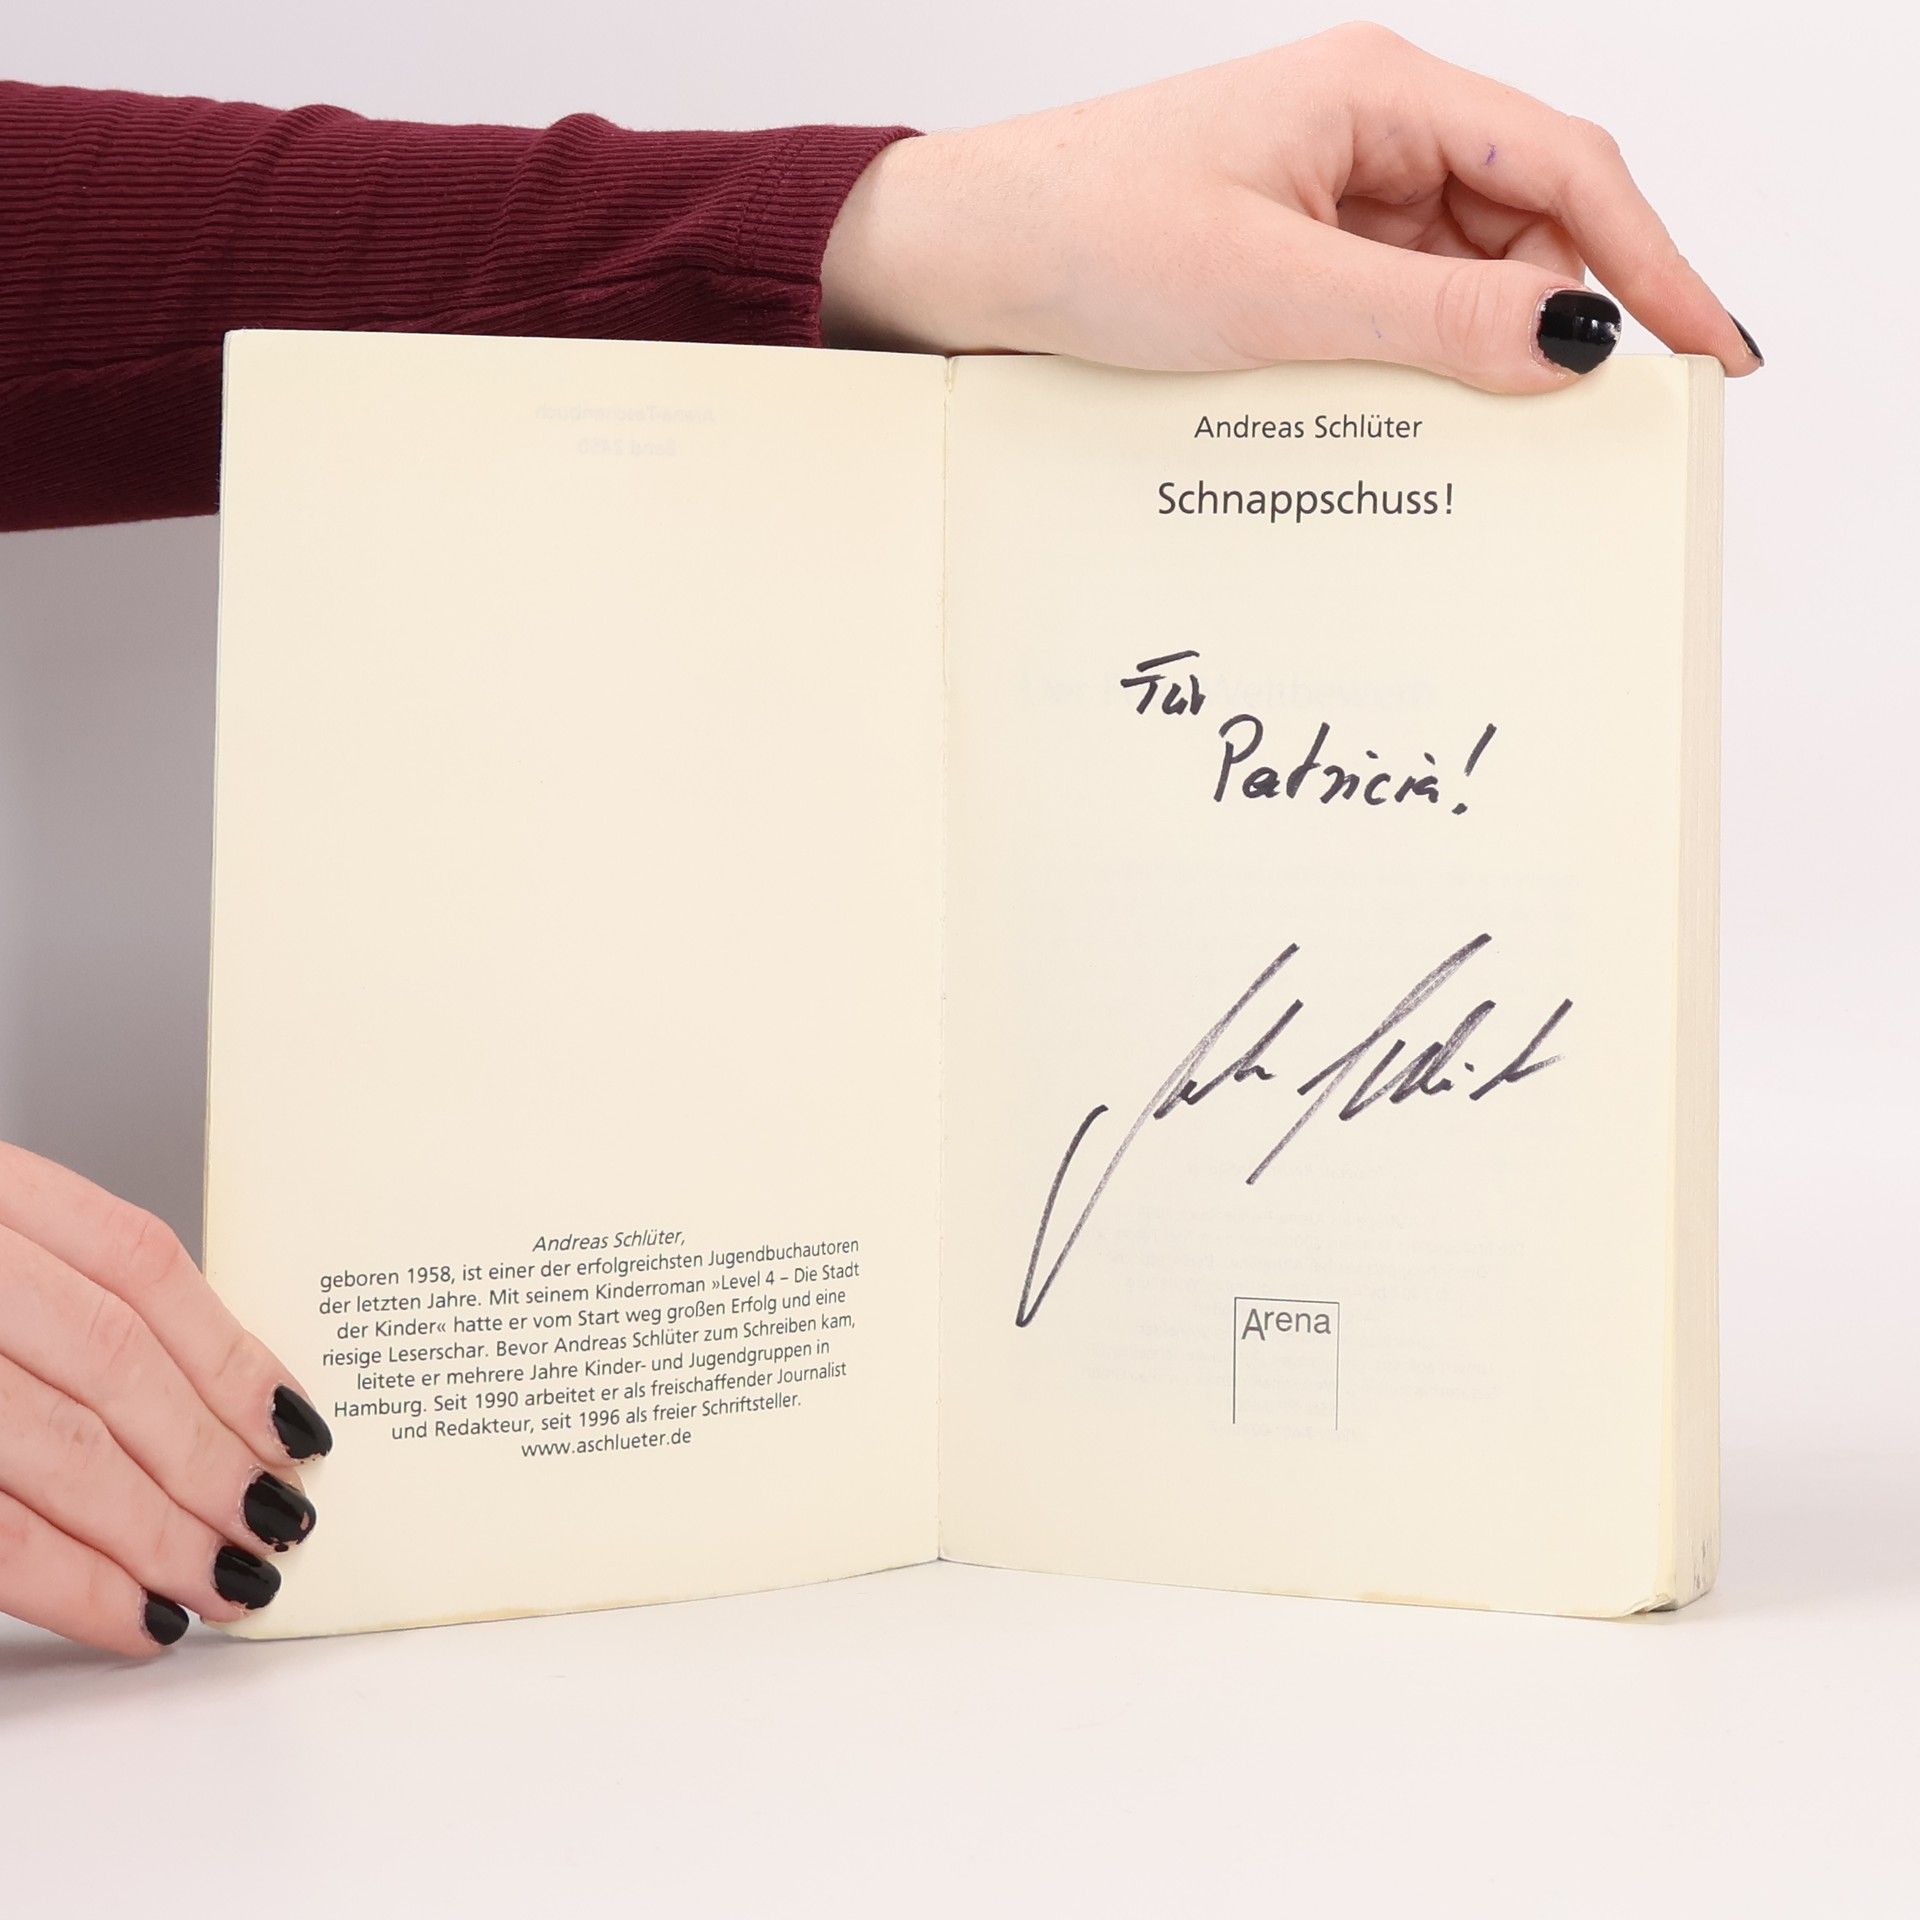 Andreas Schlüter,
geboren 1958, ist einer der erfolgreichsten Jugendbuchautoren
der letzten Jahre. Mit seinem Kinderroman »Level 4 – Die Stadt
der Kinder« hatte er vom Start weg großen Erfolg und eine
riesige Leserschar. Bevor Andreas Schlüter zum Schreiben kam,
leitete er mehrere Jahre Kinder- und Jugendgruppen in
Hamburg. Seit 1990 arbeitet er als freischaffender Journalist
und Redakteur, seit 1996 als freier Schriftsteller.
www.aschlueter.de
Andreas Schlüter
Schnappschuss!
Für
Patricia!
Arena